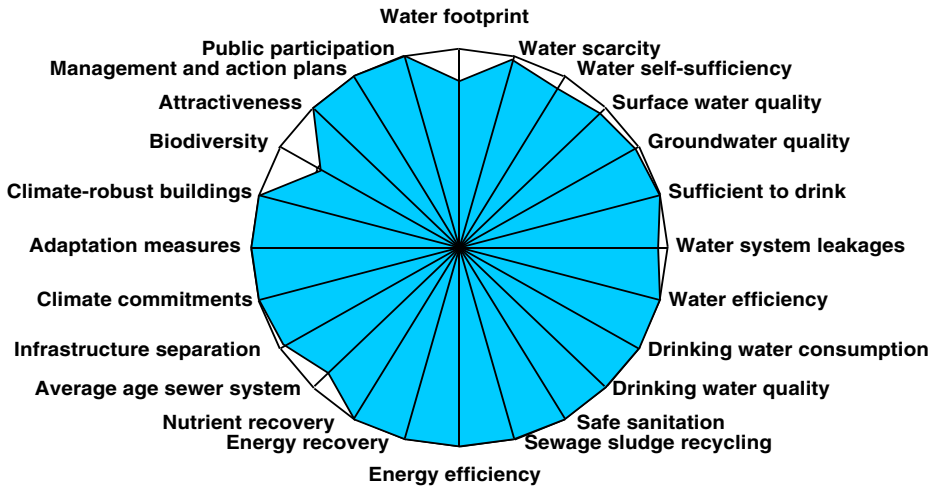 Water footprint
Public participation
Water scarcity
Management and action plans
Water self-sufficiency
Attractiveness
Surface water quality
Biodiversity
Groundwater quality
Climate-robust buildings
Sufficient to drink
Adaptation measures
Water system leakages
Climate commitments
Water efficiency
Infrastructure separation
Drinking water consumption
Average age sewer system
Drinking water quality
Nutrient recovery
Safe sanitation
Energy recovery
Sewage sludge recycling
Energy efficiency